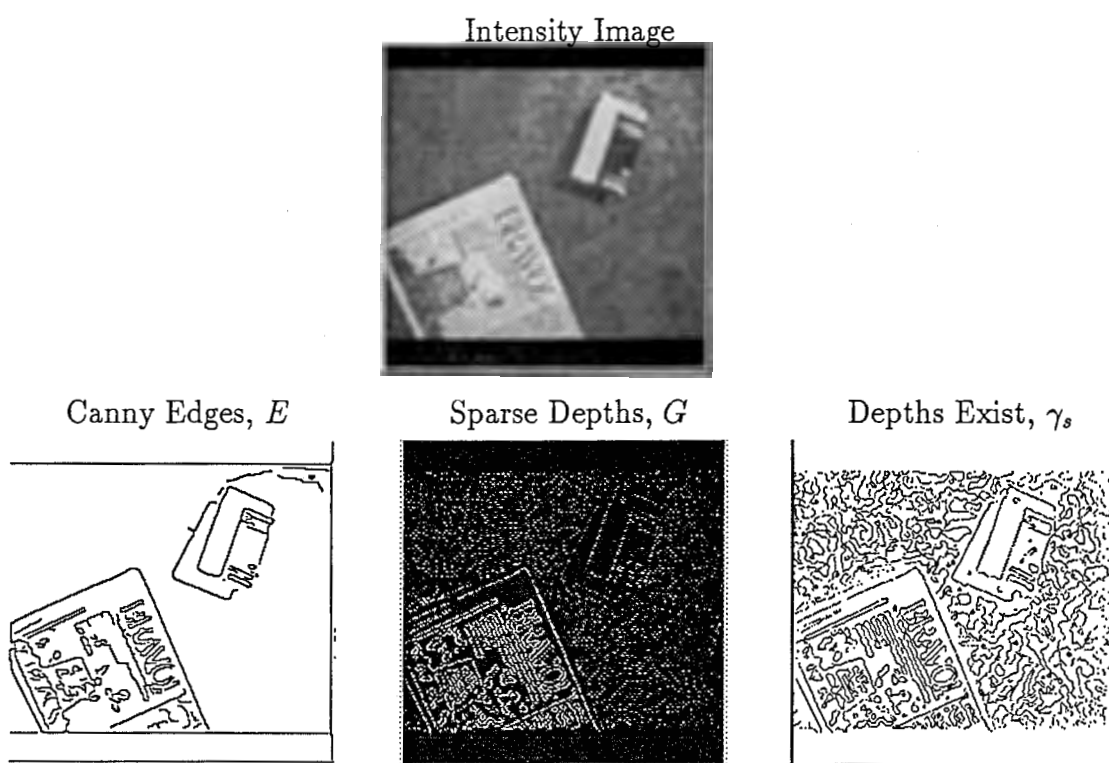 Intensity Image
Canny Edges, E
Sparse Depths, G
Depths Exist, γₛ